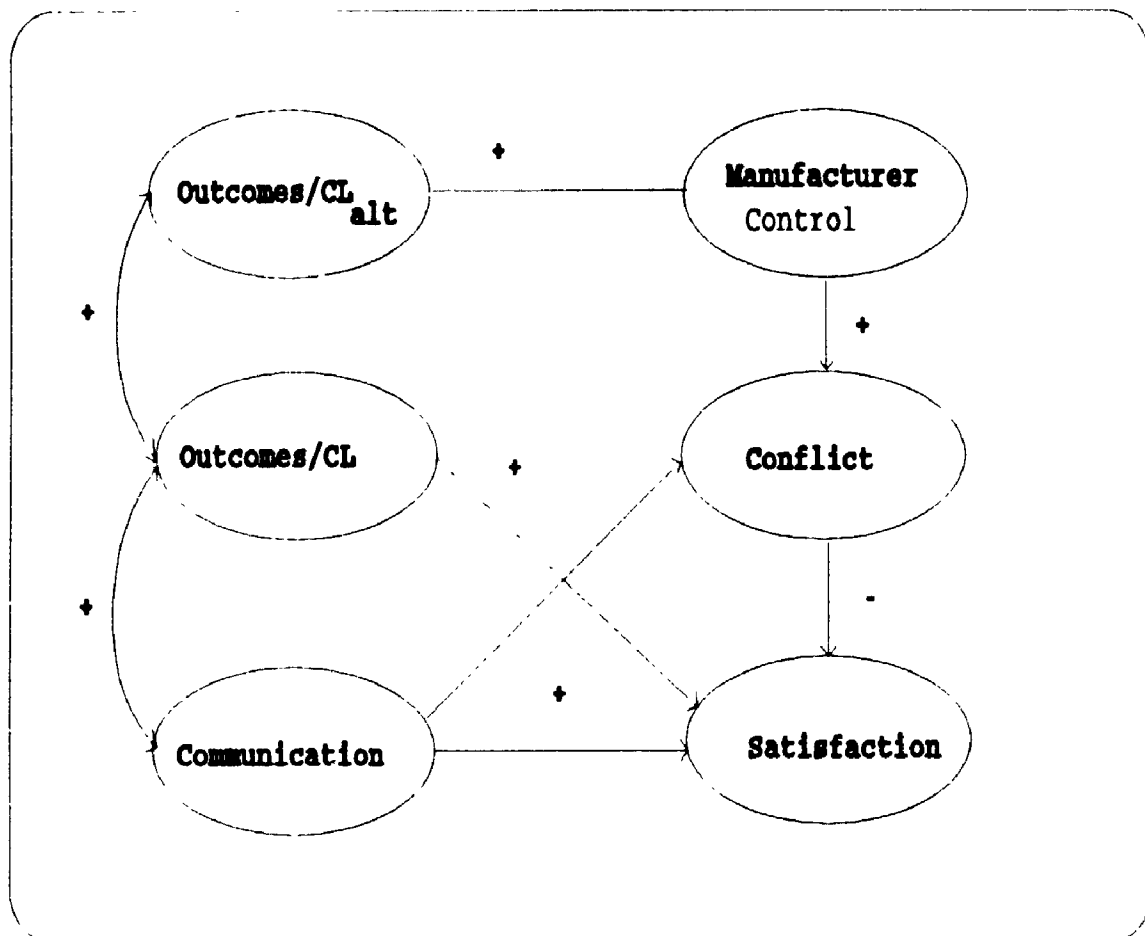 +
Outcomes/CL
alt
Manufacturer
Control
+
+
Outcomes/CL
+
Conflict
+
-
+
Communication
Satisfaction